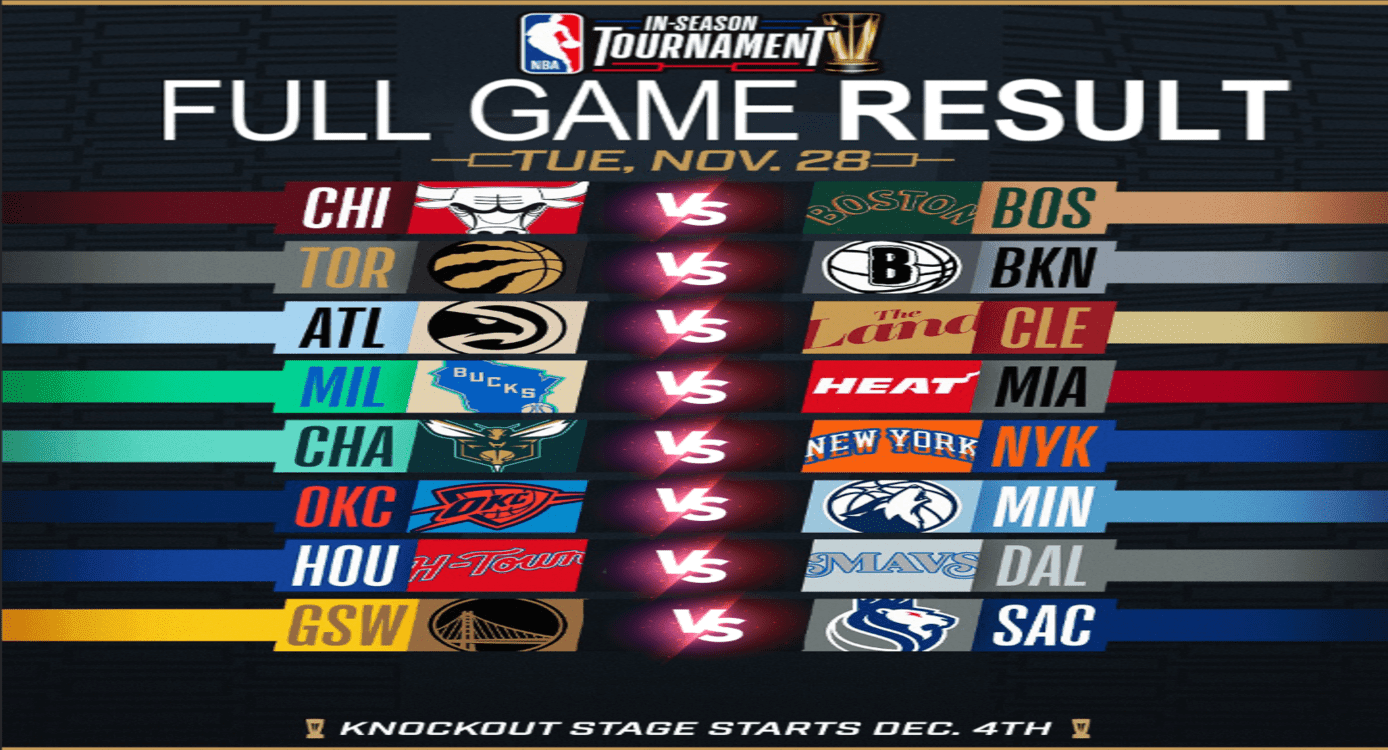 NBA
IN-SEASON
TOURNAMENT
FULL GAME RESULT
TUE, NOV. 28
CHI VS BOSTON BOS
TOR VS B BKN
ATL VS The Land CLE
MIL BUCKS VS HEAT MIA
CHA VS NEW YORK NYK
OKC OKC VS MIN
HOU H-Town VS MAVS DAL
GSW VS SAC
KNOCKOUT STAGE STARTS DEC. 4TH